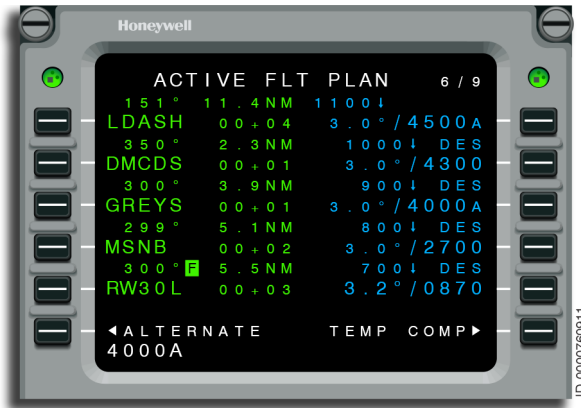 Honeywell
ACTIVE FLT PLAN 6/9
151° 11.4NM 1100↓
LDASH 00+04 3.0°/4500A
350° 2.3NM 1000↓ DES
DMCDS 00+01 3.0°/4300
300° 3.9NM 900↓ DES
GREYS 00+01 3.0°/4000A
299° 5.1NM 800↓ DES
MSNB 00+02 3.0°/2700
300° F 5.5NM 700↓ DES
RW30L 00+03 3.2°/0870
◀ALTERNATE TEMP COMP▶
4000A